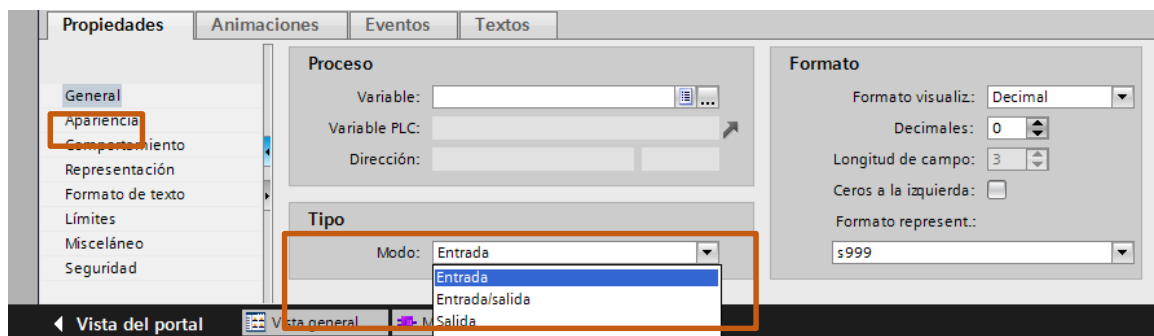 Propiedades Animaciones Eventos Textos
General
Apariencia
Comportamiento
Representación
Formato de texto
Límites
Misceláneo
Seguridad
Proceso
Variable:
...
Variable PLC:
Dirección:
Tipo
Modo: Entrada
Entrada
Entrada/salida
Salida
Formato
Formato visualiz.: Decimal
Decimales: 0
Longitud de campo: 3
Ceros a la izquierda:
Formato represent.:
s999
Vista del portal Vista general M